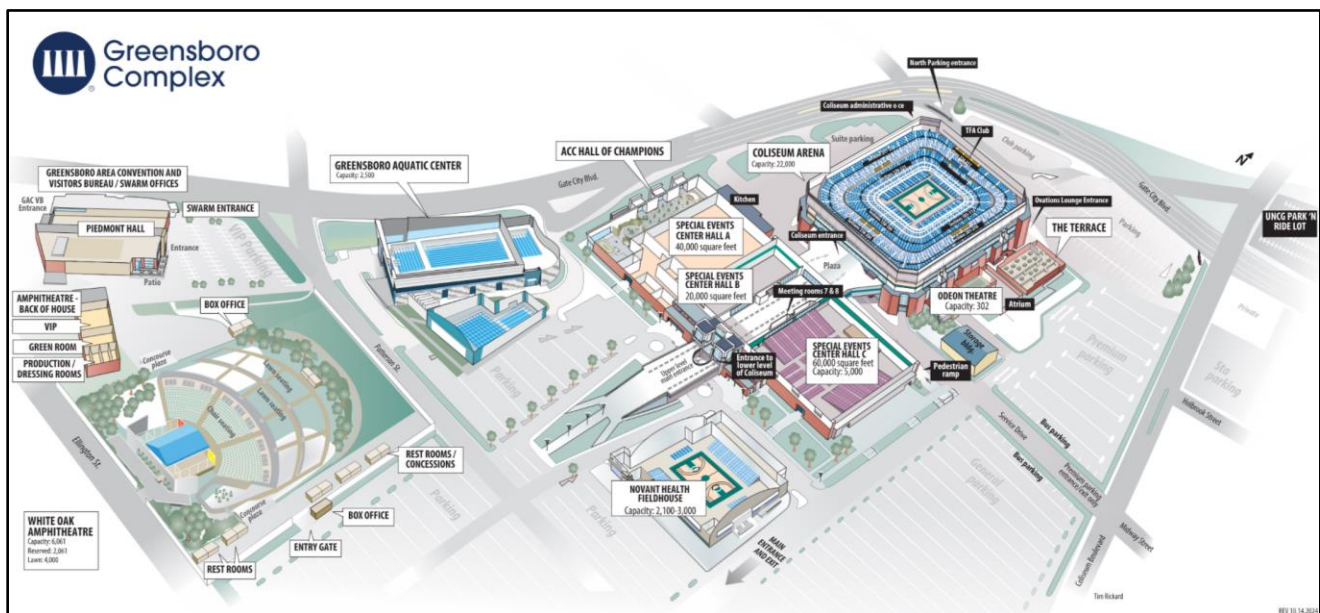 Greensboro
Complex
®
North Parking entrance
Coliseum administrative o ce
TFA Club
Suite parking
Club parking
ACC HALL OF CHAMPIONS
COLISEUM ARENA
Capacity: 22,000
GREENSBORO AQUATIC CENTER
Capacity: 2,500
Gate City Blvd.
Gate City Blvd.
N
GREENSBORO AREA CONVENTION AND
VISITORS BUREAU / SWARM OFFICES
GAC VB
Entrance
SWARM ENTRANCE
PIEDMONT HALL
Entrance
VIP Parking
Patio
Kitchen
SPECIAL EVENTS
CENTER HALL A
40,000 square feet
Coliseum entrance
Ovations Lounge Entrance
Parking
UNCG PARK 'N
RIDE LOT
THE TERRACE
Plaza
SPECIAL EVENTS
CENTER HALL B
20,000 square feet
Meeting rooms 7 & 8
ODEON THEATRE
Capacity: 302
Atrium
AMPHITHEATRE -
BACK OF HOUSE
VIP
GREEN ROOM
PRODUCTION /
DRESSING ROOMS
BOX OFFICE
Concourse
plaza
Patterson St.
Parking
Lawn seating
Lawn seating
Chair seating
Upper level
main entrance
Entrance to
lower level
of Coliseum
SPECIAL EVENTS
CENTER HALL C
60,000 square feet
Capacity: 5,000
Storage
bldg.
Pedestrian
ramp
Premium
parking
Private
Sta
parking
Holbrook Street
Service Drive
Bus parking
Bus parking
Premium parking
entrance exit only
General
parking
Ellington St.
REST ROOMS /
CONCESSIONS
NOVANT HEALTH
FIELDHOUSE
Capacity: 2,100-3,000
Parking
Parking
Concourse
plaza
BOX OFFICE
ENTRY GATE
REST ROOMS
WHITE OAK
AMPHITHEATRE
Capacity: 6,061
Reserved: 2,061
Lawn: 4,000
MAIN
ENTRANCE
AND EXIT
Midway Street
Coliseum Boulevard
Tim Rickard
REV 10.14.2024